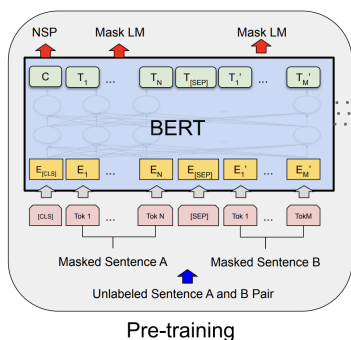 NSP Mask LM Mask LM
C T1 ... TN T[SEP] T1' ... TM'
BERT
E[CLS] E1 ... EN E[SEP] E1' ... EM'
[CLS] Tok 1 ... Tok N [SEP] Tok 1 ... TokM
Masked Sentence A Masked Sentence B
Unlabeled Sentence A and B Pair
Pre-training